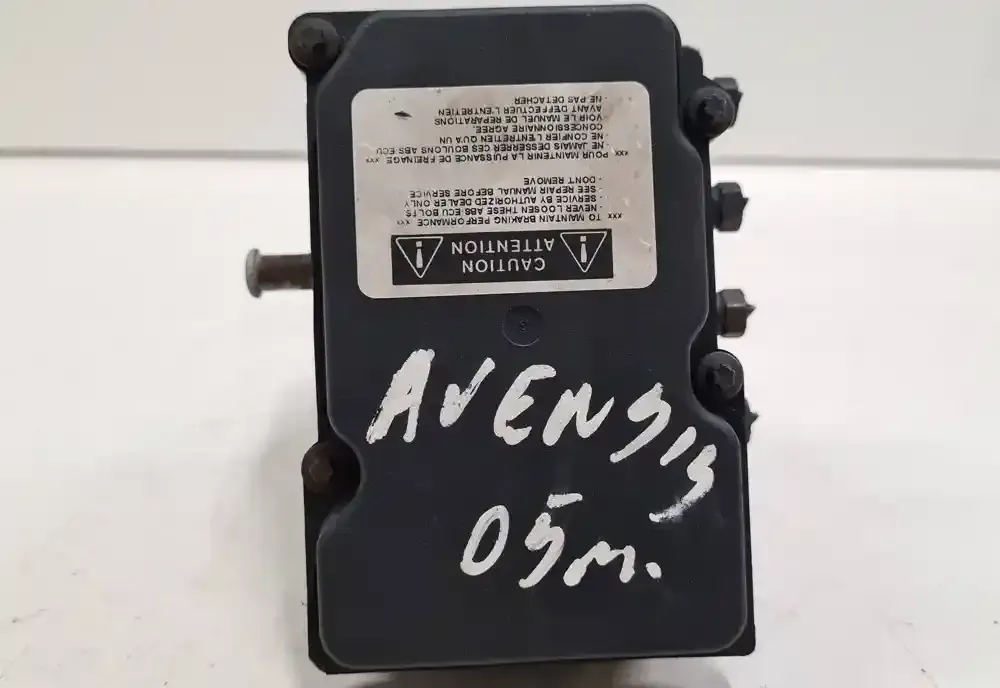 CAUTION
ATTENTION
xxx TO MAINTAIN BRAKING PERFORMANCE xxx
- NEVER LOOSEN THESE ABS ECU BOLTS
- SERVICE BY AUTHORIZED DEALER ONLY
- SEE REPAIR MANUAL BEFORE SERVICE
- DON'T REMOVE
xxx POUR MAINTENIR LA PUISSANCE DE FREINAGE xxx
- NE JAMAIS DESSERRER CES BOULONS ABS ECU
- NE CONFIER L'ENTRETIEN QU'A UN
CONCESSIONNAIRE AGREE.
VOIR LE MANUEL DE REPARATIONS
AVANT D'EFFECTUER L'ENTRETIEN
- NE PAS DETACHER
AVENSIS
05m.